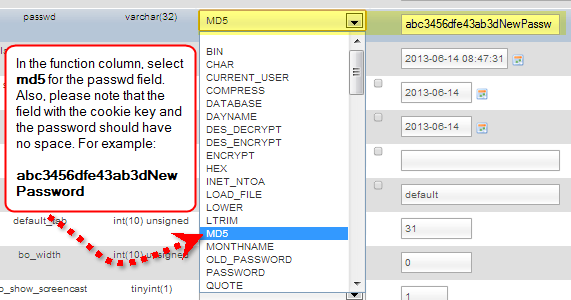 passwd varchar(32) MD5 abc3456dfe43ab3dNewPassw
BIN
CHAR
CURRENT_USER
COMPRESS
DATABASE
DAYNAME
DES_DECRYPT
DES_ENCRYPT
ENCRYPT
HEX
INET_NTOA
LOAD_FILE
LOWER
LTRIM
MD5
MONTHNAME
OLD_PASSWORD
PASSWORD
QUOTE
In the function column, select
md5 for the passwd field.
Also, please note that the
field with the cookie key and
the password should have
no space. For example:
abc3456dfe43ab3dNew
Password
2013-06-14 08:47:31
2013-06-14
2013-06-14
default
default_tab int(10) unsigned 31
bo_width int(10) unsigned 0
o_show_screencast tinyint(1) 1